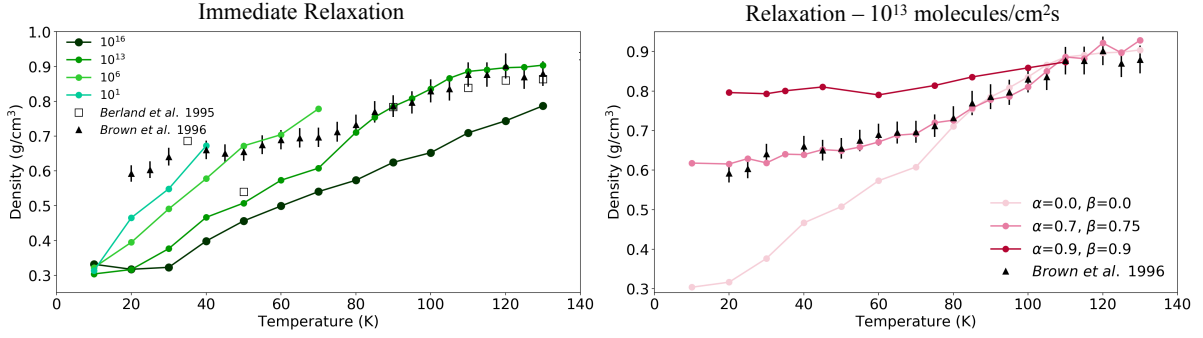 Immediate Relaxation
Density (g/cm³)
1.0
0.9
0.8
0.7
0.6
0.5
0.4
0.3
10¹⁶
10¹³
10⁶
10¹
Berland et al. 1995
Brown et al. 1996
0 20 40 60 80 100 120 140
Temperature (K)
Relaxation – 10¹³ molecules/cm²s
Density (g/cm³)
0.9
0.8
0.7
0.6
0.5
0.4
0.3
α=0.0, β=0.0
α=0.7, β=0.75
α=0.9, β=0.9
Brown et al. 1996
0 20 40 60 80 100 120 140
Temperature (K)